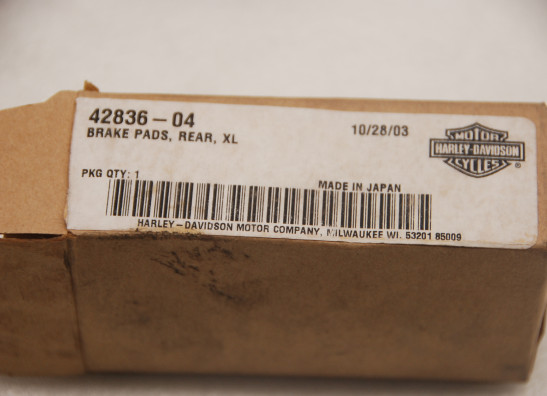 42836-04
BRAKE PADS, REAR, XL
10/28/03
MOTOR
HARLEY-DAVIDSON
CYCLES
®
PKG QTY: 1
MADE IN JAPAN
HARLEY-DAVIDSON MOTOR COMPANY, MILWAUKEE WI. 53201 85009